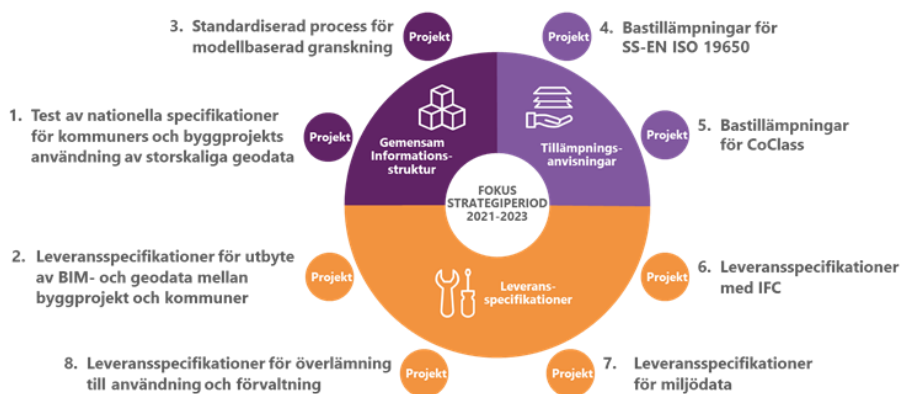 3. Standardiserad process för
modellbaserad granskning
Projekt
Projekt
4. Bastillämpningar för
SS-EN ISO 19650
1. Test av nationella specifikationer
för kommuners och byggprojekts
användning av storskaliga geodata
Projekt
Gemensam
Informations-
struktur
Tillämpnings-
anvisningar
Projekt
5. Bastillämpningar
för CoClass
FOKUS
STRATEGIPERIOD
2021-2023
2. Leveransspecifikationer för utbyte
av BIM- och geodata mellan
byggprojekt och kommuner
Projekt
Leverans-
specifikationer
Projekt
6. Leveransspecifikationer
med IFC
8. Leveransspecifikationer för överlämning
till användning och förvaltning
Projekt
Projekt
7. Leveransspecifikationer
för miljödata